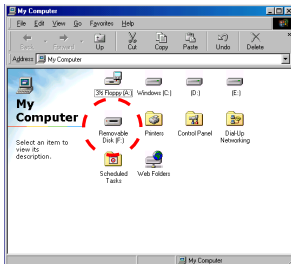 My Computer
File Edit View Go Favorites Help
Back Forward Up Cut Copy Paste Undo Delete
Address My Computer
My
Computer
Select an item to
view its
description.
3½ Floppy (A:) Windows (C:) (D:) (E:)
Removable
Disk (F:)
Printers Control Panel Dial-Up
Networking
Scheduled
Tasks
Web Folders
My Computer